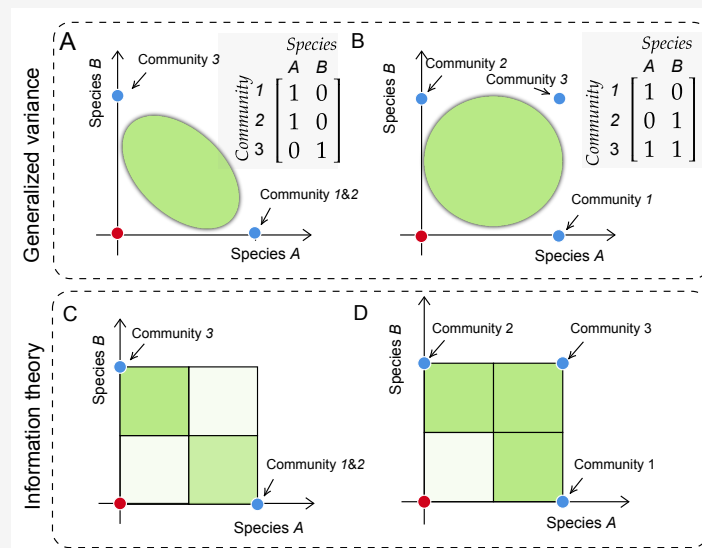 Generalized variance
A
Species B
Community 3
Species
A B
Community
1 [1 0]
2 [1 0]
3 [0 1]
Community 1&2
Species A
B
Species B
Community 2
Community 3
Species
A B
Community
1 [1 0]
2 [0 1]
3 [1 1]
Community 1
Species A
Information theory
C
Species B
Community 3
Community 1&2
Species A
D
Species B
Community 2
Community 3
Community 1
Species A